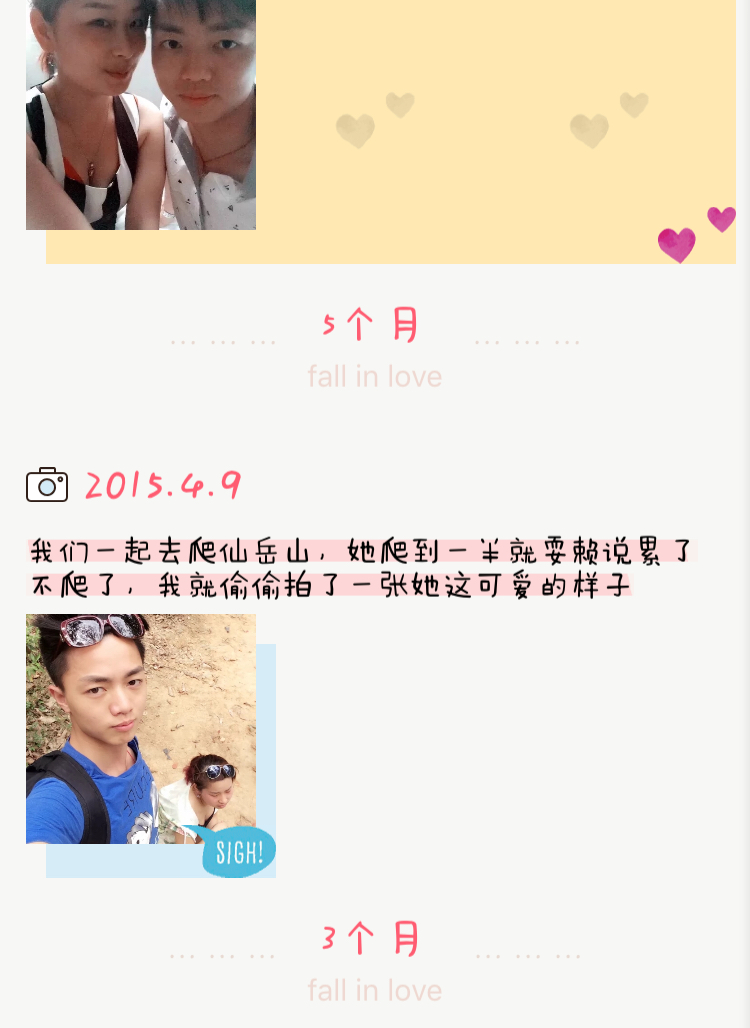 5个月
... ... ... ... ... ...
fall in love
2015.4.9
我们一起去爬仙岳山，她爬到一半就耍赖说累了
不爬了，我就偷偷拍了一张她这可爱的样子
SIGH!
3个月
... ... ... ... ... ...
fall in love